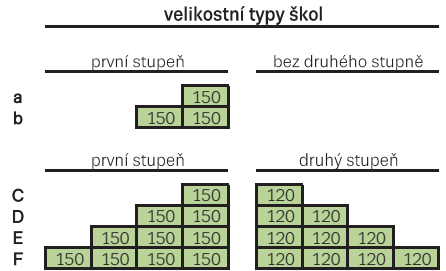 velikostní typy škol
první stupeň bez druhého stupně
a 150
b 150 150
první stupeň druhý stupeň
C 150 120
D 150 150 120 120
E 150 150 150 120 120 120
F 150 150 150 150 120 120 120 120